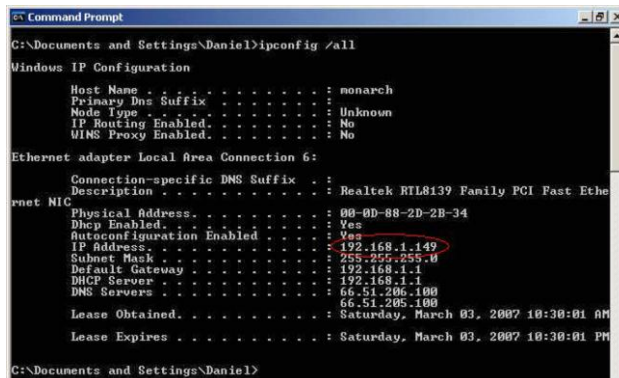 Command Prompt
C:\Documents and Settings\Daniel>ipconfig /all
Windows IP Configuration
Host Name . . . . . . . . . . . . : monarch
Primary Dns Suffix . . . . . . . :
Node Type . . . . . . . . . . . . : Unknown
IP Routing Enabled. . . . . . . . : No
WINS Proxy Enabled. . . . . . . . : No
Ethernet adapter Local Area Connection 6:
Connection-specific DNS Suffix . :
Description . . . . . . . . . . . : Realtek RTL8139 Family PCI Fast Ethe
rnet NIC
Physical Address. . . . . . . . . : 00-0D-88-2D-2B-34
Dhcp Enabled. . . . . . . . . . . : Yes
Autoconfiguration Enabled . . . . : Yes
IP Address. . . . . . . . . . . . : 192.168.1.149
Subnet Mask . . . . . . . . . . . : 255.255.255.0
Default Gateway . . . . . . . . . : 192.168.1.1
DHCP Server . . . . . . . . . . . : 192.168.1.1
DNS Servers . . . . . . . . . . . : 66.51.206.100
66.51.205.100
Lease Obtained. . . . . . . . . . : Saturday, March 03, 2007 10:30:01 AM
Lease Expires . . . . . . . . . . : Saturday, March 03, 2007 10:30:01 PM
C:\Documents and Settings\Daniel>